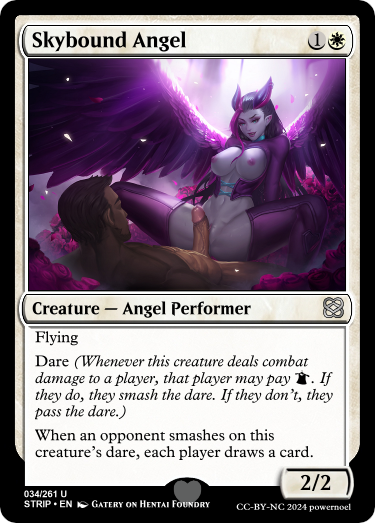 Skybound Angel 1
Creature — Angel Performer
Flying
Dare (Whenever this creature deals combat
damage to a player, that player may pay . If
they do, they smash the dare. If they don't, they
pass the dare.)
When an opponent smashes on this
creature's dare, each player draws a card.
2/2
034/261 U
STRIP • EN Gatery on Hentai Foundry
CC-BY-NC 2024 powernoel